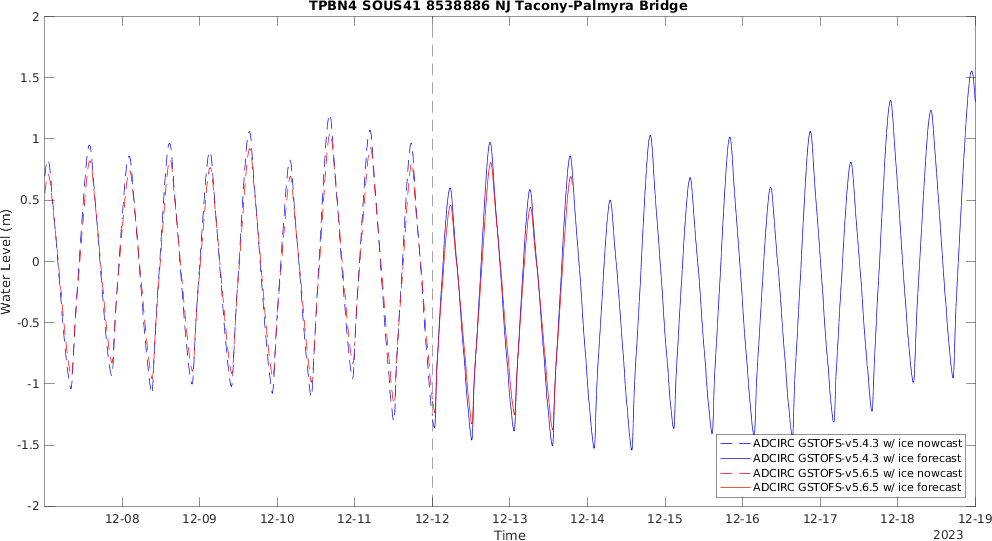 TPBN4 SOUS41 8538886 NJ Tacony-Palmyra Bridge
2
1.5
1
0.5
0
-0.5
-1
-1.5
-2
Water Level (m)
12-08 12-09 12-10 12-11 12-12 12-13 12-14 12-15 12-16 12-17 12-18 12-19
Time
2023
ADCIRC GSTOFS-v5.4.3 w/ ice nowcast
ADCIRC GSTOFS-v5.4.3 w/ ice forecast
ADCIRC GSTOFS-v5.6.5 w/ ice nowcast
ADCIRC GSTOFS-v5.6.5 w/ ice forecast